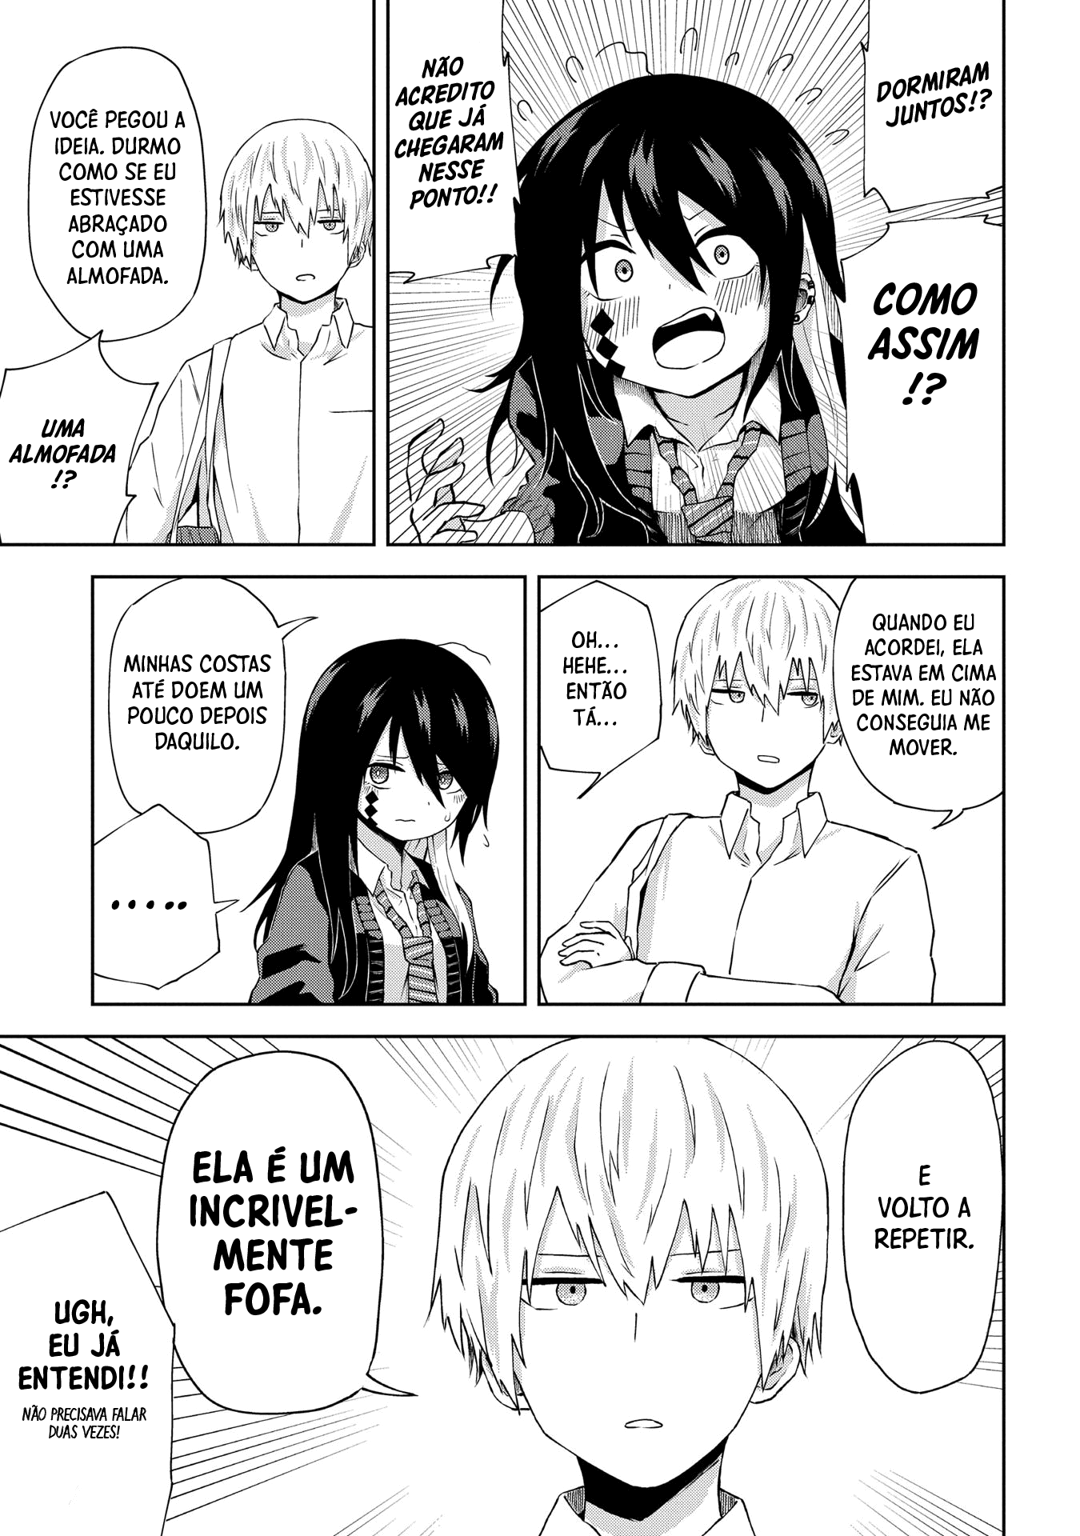 DORMIRAM
JUNTOS!?
NÃO
ACREDITO
QUE JÁ
CHEGARAM
NESSE
PONTO!!
COMO
ASSIM
!?
VOCÊ PEGOU A
IDEIA. DURMO
COMO SE EU
ESTIVESSE
ABRAÇADO
COM UMA
ALMOFADA.
UMA
ALMOFADA
!?
QUANDO EU
ACORDEI, ELA
ESTAVA EM CIMA
DE MIM. EU NÃO
CONSEGUIA ME
MOVER.
OH...
HEHE...
ENTÃO
TÁ...
MINHAS COSTAS
ATÉ DOEM UM
POUCO DEPOIS
DAQUILO.
......
E
VOLTO A
REPETIR.
ELA É UM
INCRIVEL-
MENTE
FOFA.
UGH,
EU JÁ
ENTENDI!!
NÃO PRECISAVA FALAR
DUAS VEZES!